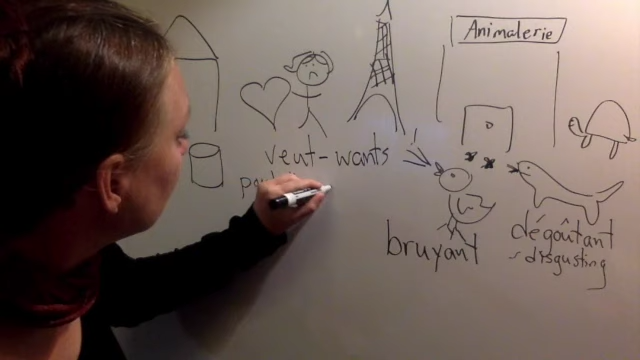 Animalerie
veut-wants
bruyant
dégoûtant
- disgusting